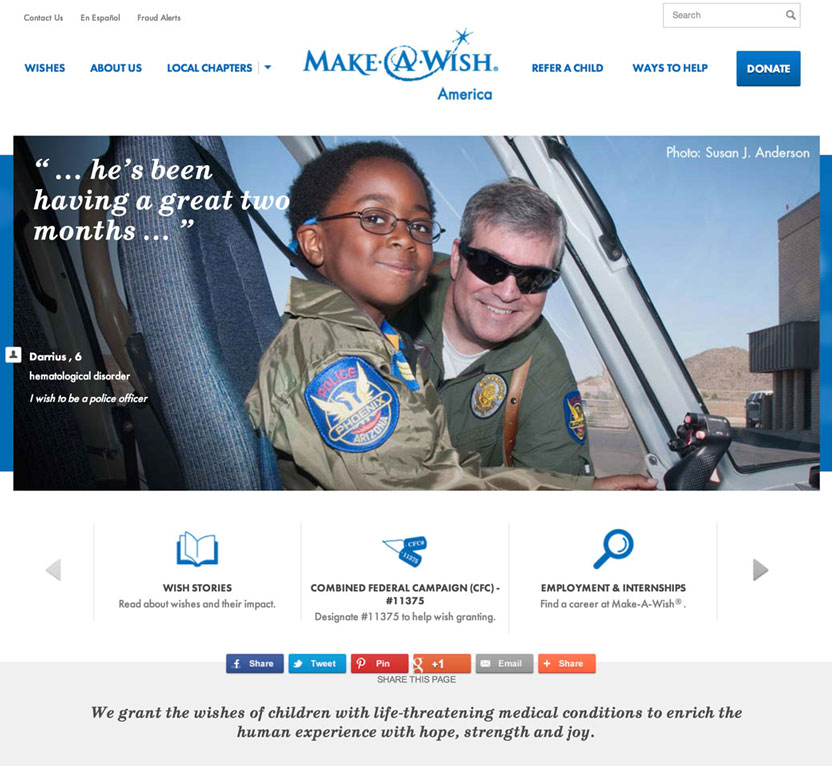 Contact Us En Español Fraud Alerts
Search
WISHES ABOUT US LOCAL CHAPTERS
MAKE·A·WISH®
America
REFER A CHILD WAYS TO HELP DONATE
Photo: Susan J. Anderson
“ ... he’s been
having a great two
months ... ”
Darrius , 6
hematological disorder
I wish to be a police officer
POLICE
PHOENIX
ARIZONA
WISH STORIES
Read about wishes and their impact.
CFC#
11375
COMBINED FEDERAL CAMPAIGN (CFC) -
#11375
Designate #11375 to help wish granting.
EMPLOYMENT & INTERNSHIPS
Find a career at Make-A-Wish® .
f Share Tweet Pin g +1 Email + Share
SHARE THIS PAGE
We grant the wishes of children with life-threatening medical conditions to enrich the
human experience with hope, strength and joy.